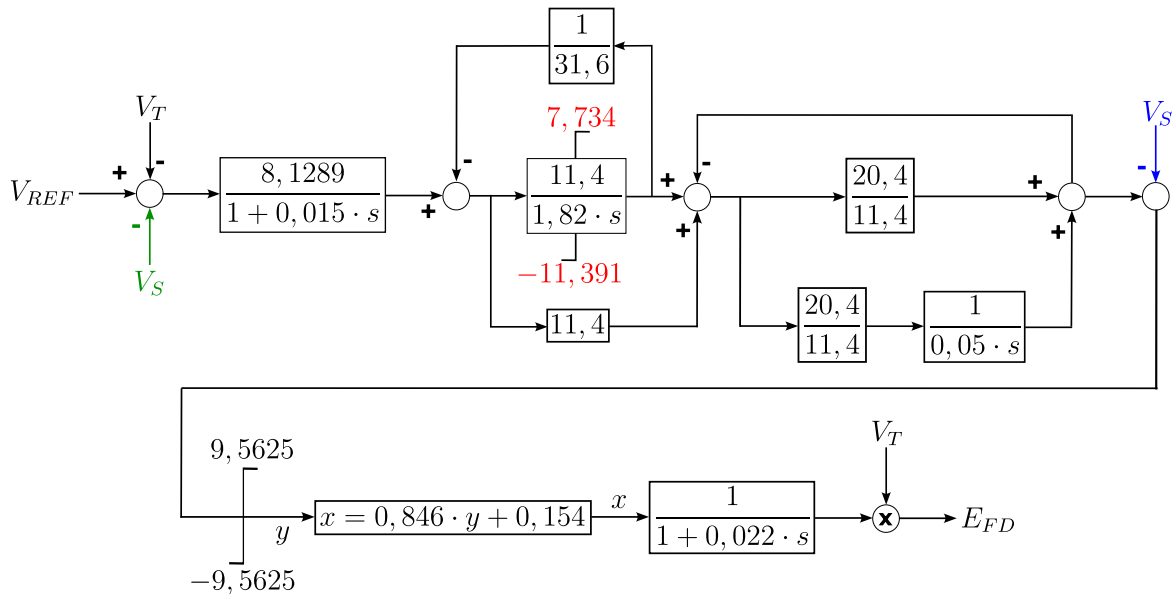 1
31,6
V_T
7,734
+
-
-
V_S
8,1289
11,4
+
-
20,4
-
V_REF
1+0,015·s
+
1,82·s
+
11,4
+
-
V_S
-11,391
11,4
20,4
11,4
1
0,05·s
9,5625
V_T
y
x=0,846·y+0,154
x
1
1+0,022·s
x
E_FD
-9,5625